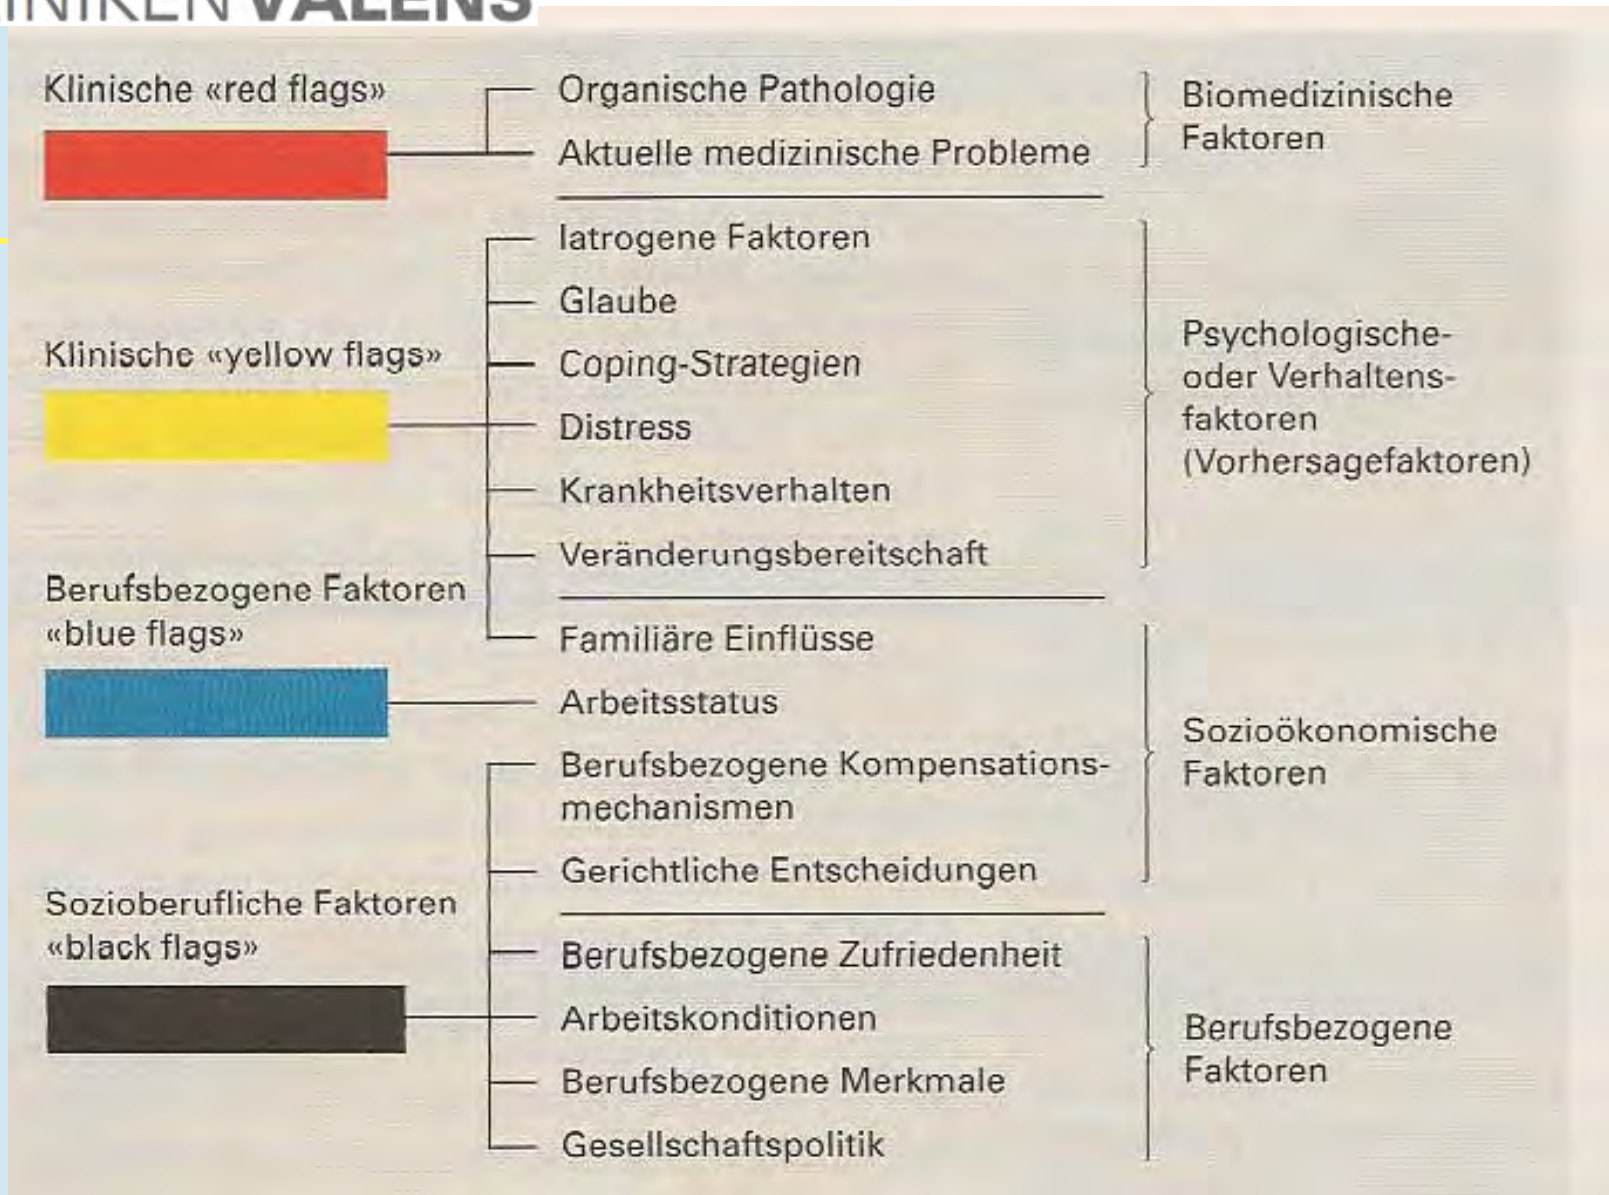 INIKEN VALENS
Klinische «red flags»
Organische Pathologie
Aktuelle medizinische Probleme
Biomedizinische
Faktoren
Klinische «yellow flags»
Iatrogene Faktoren
Glaube
Coping-Strategien
Distress
Krankheitsverhalten
Veränderungsbereitschaft
Familiäre Einflüsse
Psychologische-
oder Verhaltens-
faktoren
(Vorhersagefaktoren)
Berufsbezogene Faktoren
«blue flags»
Arbeitsstatus
Berufsbezogene Kompensations-
mechanismen
Gerichtliche Entscheidungen
Sozioökonomische
Faktoren
Sozioberufliche Faktoren
«black flags»
Berufsbezogene Zufriedenheit
Arbeitskonditionen
Berufsbezogene Merkmale
Gesellschaftspolitik
Berufsbezogene
Faktoren